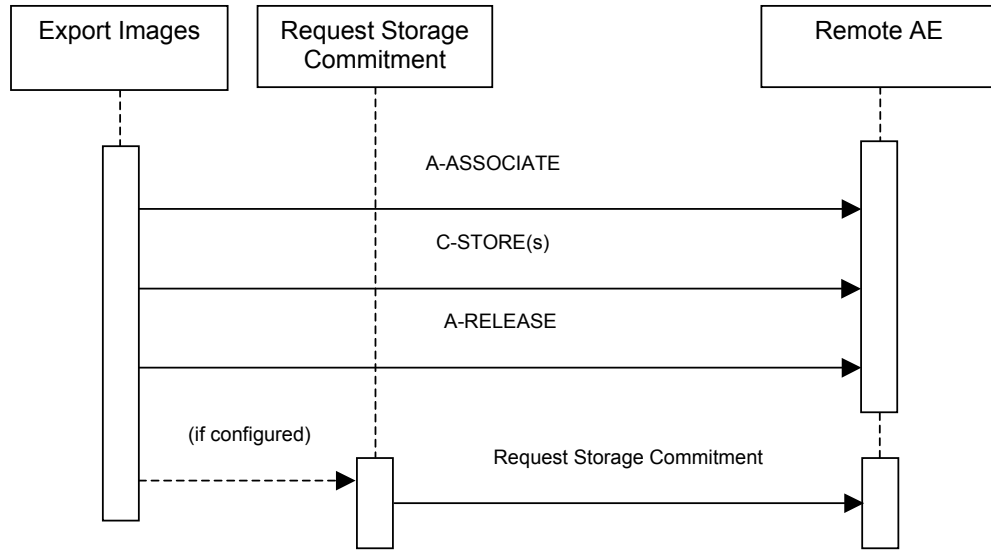 Export Images
Request Storage
Commitment
Remote AE
A-ASSOCIATE
C-STORE(s)
A-RELEASE
(if configured)
Request Storage Commitment